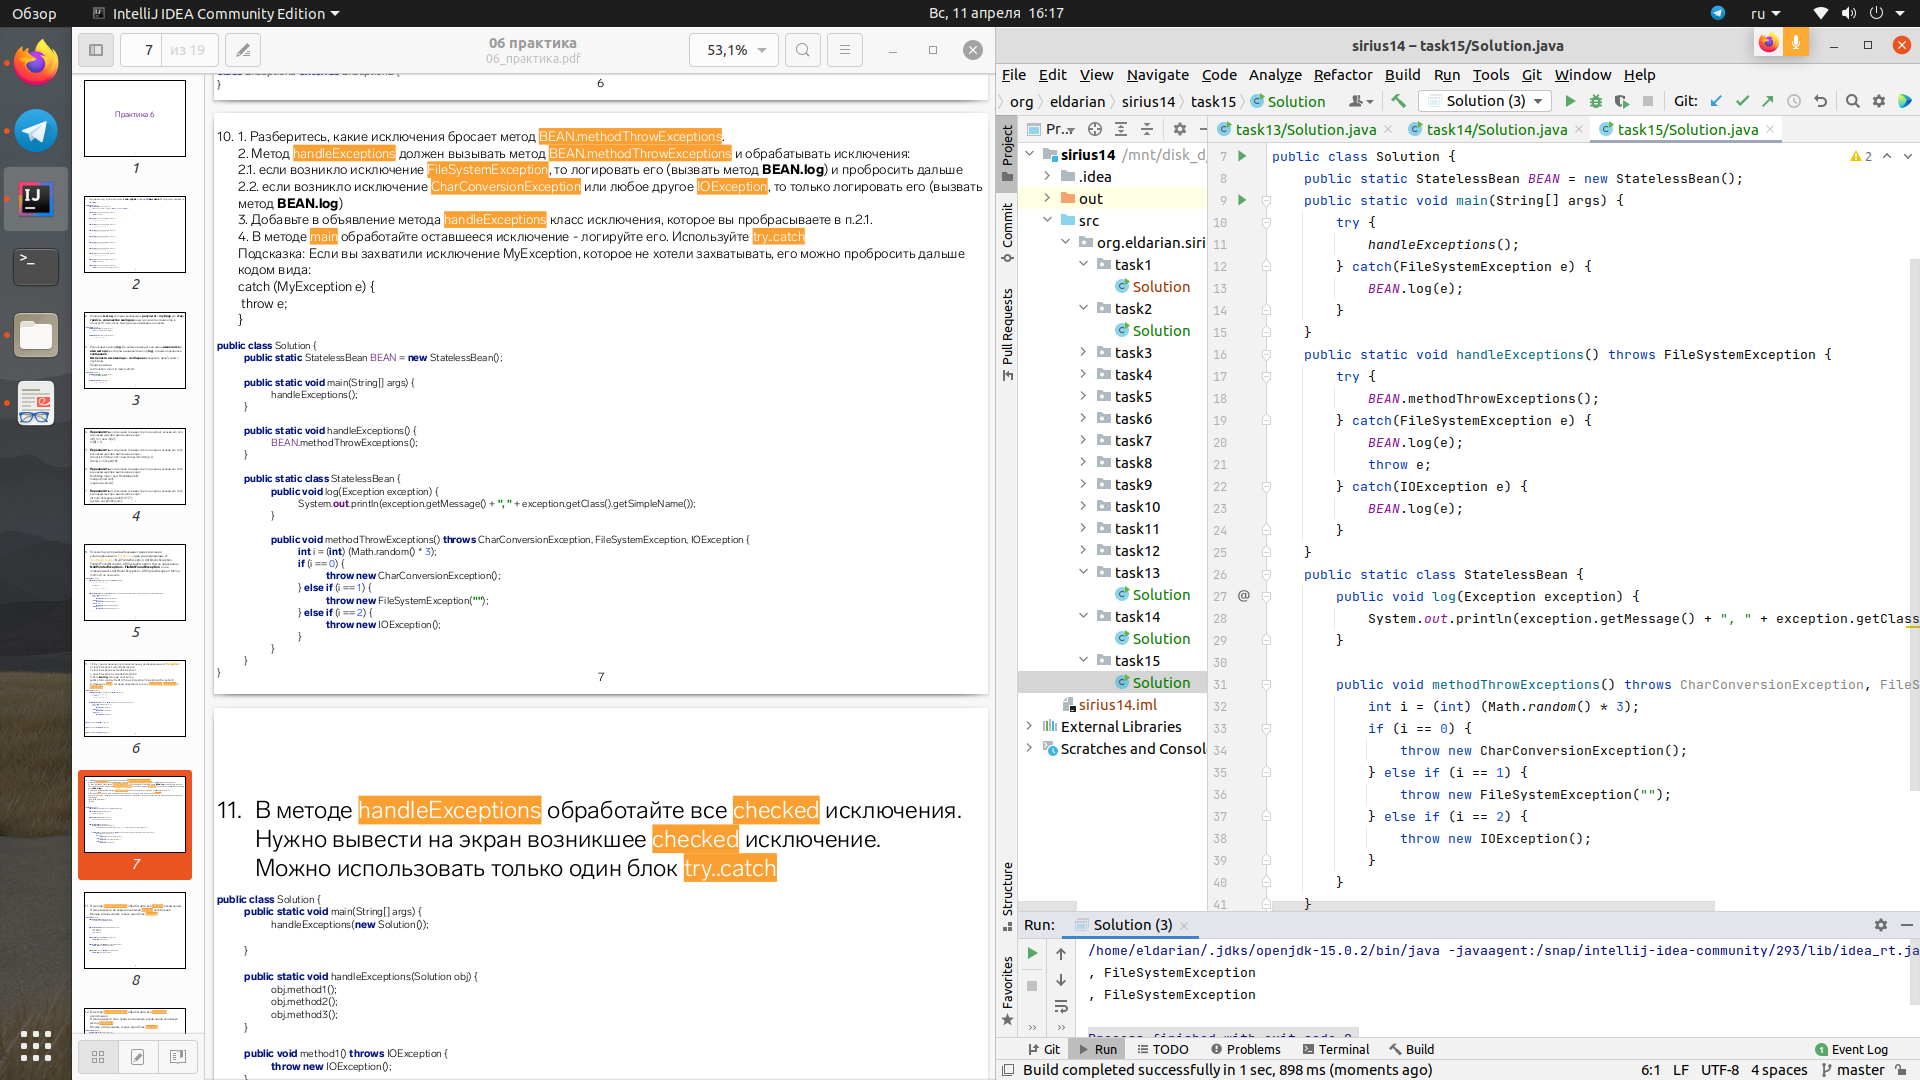 Обзор
IntelliJ IDEA Community Edition
Вс, 11 апреля 16:17
ru
7 из 19
06 практика
06_практика.pdf
53,1%
Практика 6
1
2
3
4
5
6
7
8
}
6
10. 1. Разберитесь, какие исключения бросает метод BEAN.methodThrowExceptions.
2. Метод handleExceptions должен вызывать метод BEAN.methodThrowExceptions и обрабатывать исключения:
2.1. если возникло исключение FileSystemException, то логировать его (вызвать метод BEAN.log) и пробросить дальше
2.2. если возникло исключение CharConversionException или любое другое IOException, то только логировать его (вызвать
метод BEAN.log)
3. Добавьте в объявление метода handleExceptions класс исключения, которое вы пробрасываете в п.2.1.
4. В методе main обработайте оставшееся исключение - логируйте его. Используйте try..catch
Подсказка: Если вы захватили исключение MyException, которое не хотели захватывать, его можно пробросить дальше
кодом вида:
catch (MyException e) {
throw e;
}
public class Solution {
public static StatelessBean BEAN = new StatelessBean();
public static void main(String[] args) {
handleExceptions();
}
public static void handleExceptions() {
BEAN.methodThrowExceptions();
}
public static class StatelessBean {
public void log(Exception exception) {
System.out.println(exception.getMessage() + ", " + exception.getClass().getSimpleName());
}
public void methodThrowExceptions() throws CharConversionException, FileSystemException, IOException {
int i = (int) (Math.random() * 3);
if (i == 0) {
throw new CharConversionException();
} else if (i == 1) {
throw new FileSystemException("");
} else if (i == 2) {
throw new IOException();
}
}
}
}
7
11. В методе handleExceptions обработайте все checked исключения.
Нужно вывести на экран возникшее checked исключение.
Можно использовать только один блок try..catch
public class Solution {
public static void main(String[] args) {
handleExceptions(new Solution());
}
public static void handleExceptions(Solution obj) {
obj.method1();
obj.method2();
obj.method3();
}
public void method1() throws IOException {
throw new IOException();
sirius14 – task15/Solution.java
File Edit View Navigate Code Analyze Refactor Build Run Tools Git Window Help
org eldarian sirius14 task15 Solution
Solution (3)
Git:
Project
Commit
Pull Requests
Structure
Favorites
Pr..
sirius14 /mnt/disk_d
.idea
out
src
org.eldarian.siri
task1
Solution
task2
Solution
task3
task4
task5
task6
task7
task8
task9
task10
task11
task12
task13
Solution
task14
Solution
task15
Solution
sirius14.iml
External Libraries
Scratches and Consol
task13/Solution.java task14/Solution.java task15/Solution.java
2
7 public class Solution {
8 public static StatelessBean BEAN = new StatelessBean();
9 public static void main(String[] args) {
10 try {
11 handleExceptions();
12 } catch(FileSystemException e) {
13 BEAN.log(e);
14 }
15 }
16 public static void handleExceptions() throws FileSystemException {
17 try {
18 BEAN.methodThrowExceptions();
19 } catch(FileSystemException e) {
20 BEAN.log(e);
21 throw e;
22 } catch(IOException e) {
23 BEAN.log(e);
24 }
25 }
26 public static class StatelessBean {
27 @ public void log(Exception exception) {
28 System.out.println(exception.getMessage() + ", " + exception.getClass
29 }
30
31 public void methodThrowExceptions() throws CharConversionException, FileS
32 int i = (int) (Math.random() * 3);
33 if (i == 0) {
34 throw new CharConversionException();
35 } else if (i == 1) {
36 throw new FileSystemException("");
37 } else if (i == 2) {
38 throw new IOException();
39 }
40 }
41 }
Run: Solution (3)
/home/eldarian/.jdks/openjdk-15.0.2/bin/java -javaagent:/snap/intellij-idea-community/293/lib/idea_rt.ja
, FileSystemException
, FileSystemException
Process finished with exit code 0
Git Run TODO Problems Terminal Build
1 Event Log
Build completed successfully in 1 sec, 898 ms (moments ago)
6:1 LF UTF-8 4 spaces master